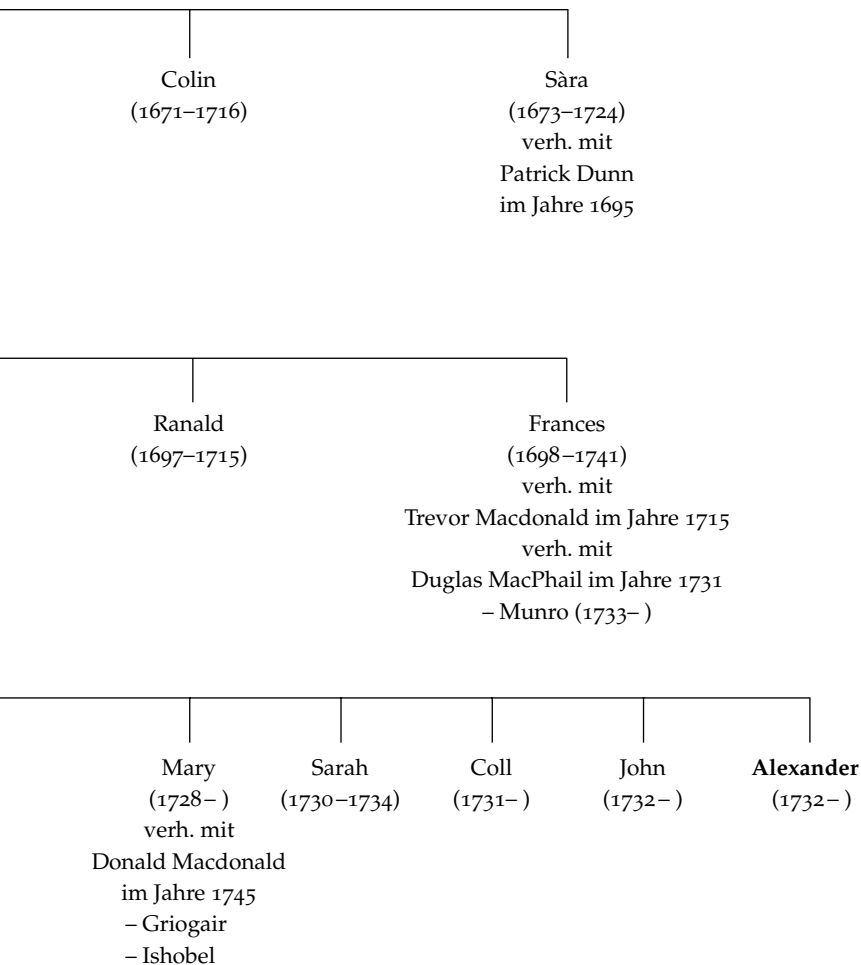 Colin
(1671–1716)
Sàra
(1673–1724)
verh. mit
Patrick Dunn
im Jahre 1695
Ranald
(1697–1715)
Frances
(1698–1741)
verh. mit
Trevor Macdonald im Jahre 1715
verh. mit
Duglas MacPhail im Jahre 1731
– Munro (1733– )
Mary
(1728– )
verh. mit
Donald Macdonald
im Jahre 1745
– Griogair
– Ishobel
Sarah
(1730–1734)
Coll
(1731– )
John
(1732– )
Alexander
(1732– )